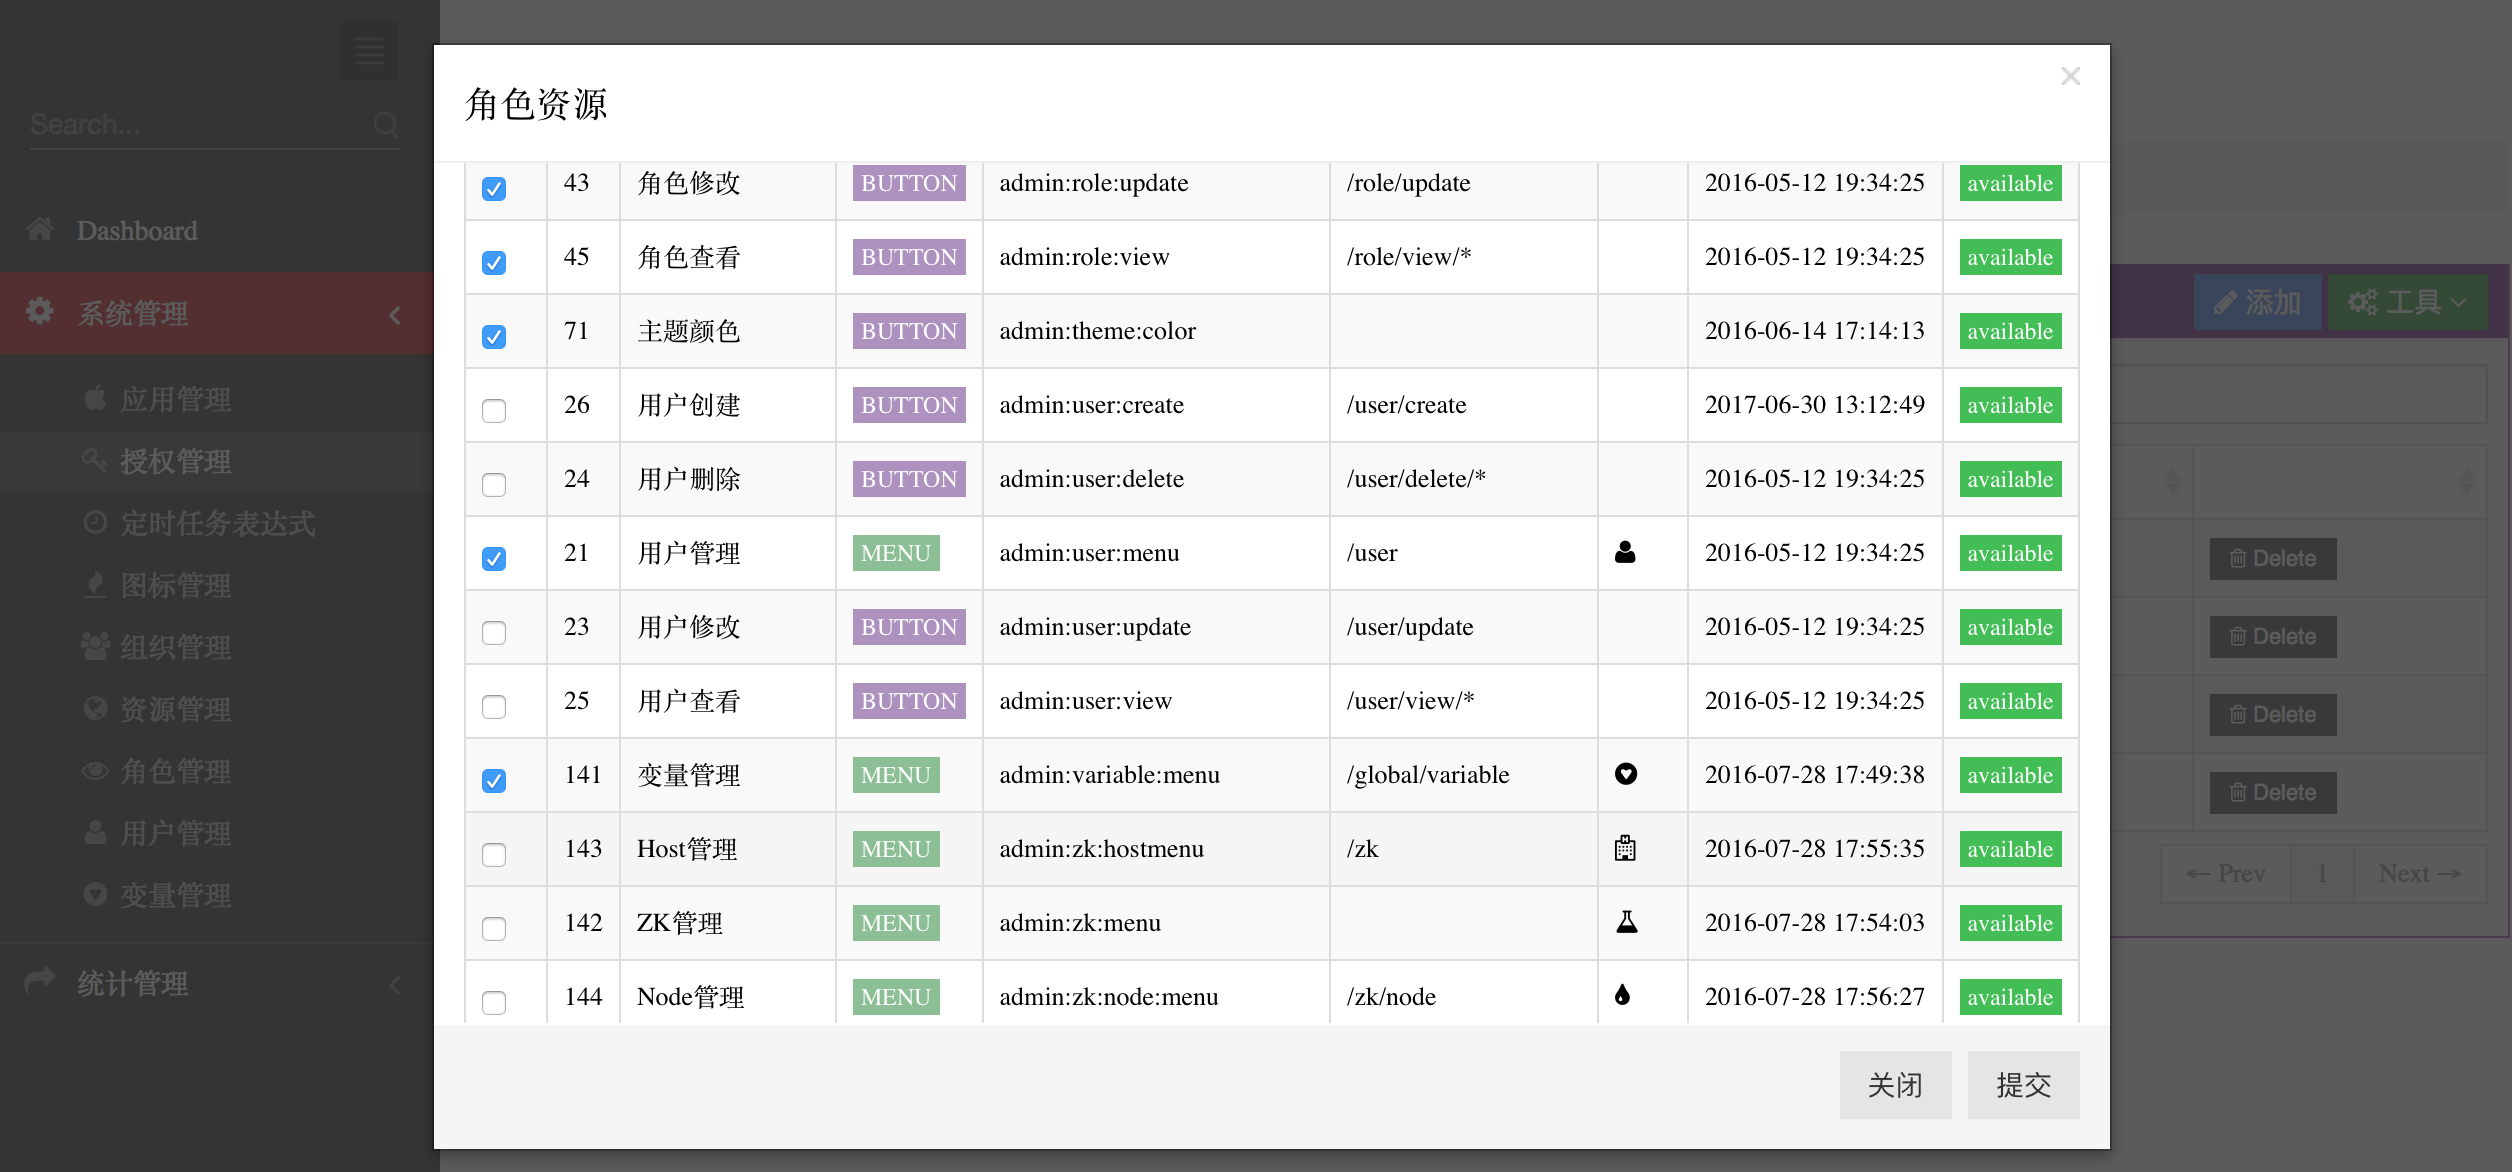 Search...
Dashboard
系统管理
应用管理
授权管理
定时任务表达式
图标管理
组织管理
资源管理
角色管理
用户管理
变量管理
统计管理
角色资源
×
43 角色修改 BUTTON admin:role:update /role/update 2016-05-12 19:34:25 available
45 角色查看 BUTTON admin:role:view /role/view/* 2016-05-12 19:34:25 available
71 主题颜色 BUTTON admin:theme:color 2016-06-14 17:14:13 available
26 用户创建 BUTTON admin:user:create /user/create 2017-06-30 13:12:49 available
24 用户删除 BUTTON admin:user:delete /user/delete/* 2016-05-12 19:34:25 available
21 用户管理 MENU admin:user:menu /user 2016-05-12 19:34:25 available
23 用户修改 BUTTON admin:user:update /user/update 2016-05-12 19:34:25 available
25 用户查看 BUTTON admin:user:view /user/view/* 2016-05-12 19:34:25 available
141 变量管理 MENU admin:variable:menu /global/variable 2016-07-28 17:49:38 available
143 Host管理 MENU admin:zk:hostmenu /zk 2016-07-28 17:55:35 available
142 ZK管理 MENU admin:zk:menu 2016-07-28 17:54:03 available
144 Node管理 MENU admin:zk:node:menu /zk/node 2016-07-28 17:56:27 available
关闭 提交
添加 工具
Delete
Delete
Delete
Delete
← Prev 1 Next →